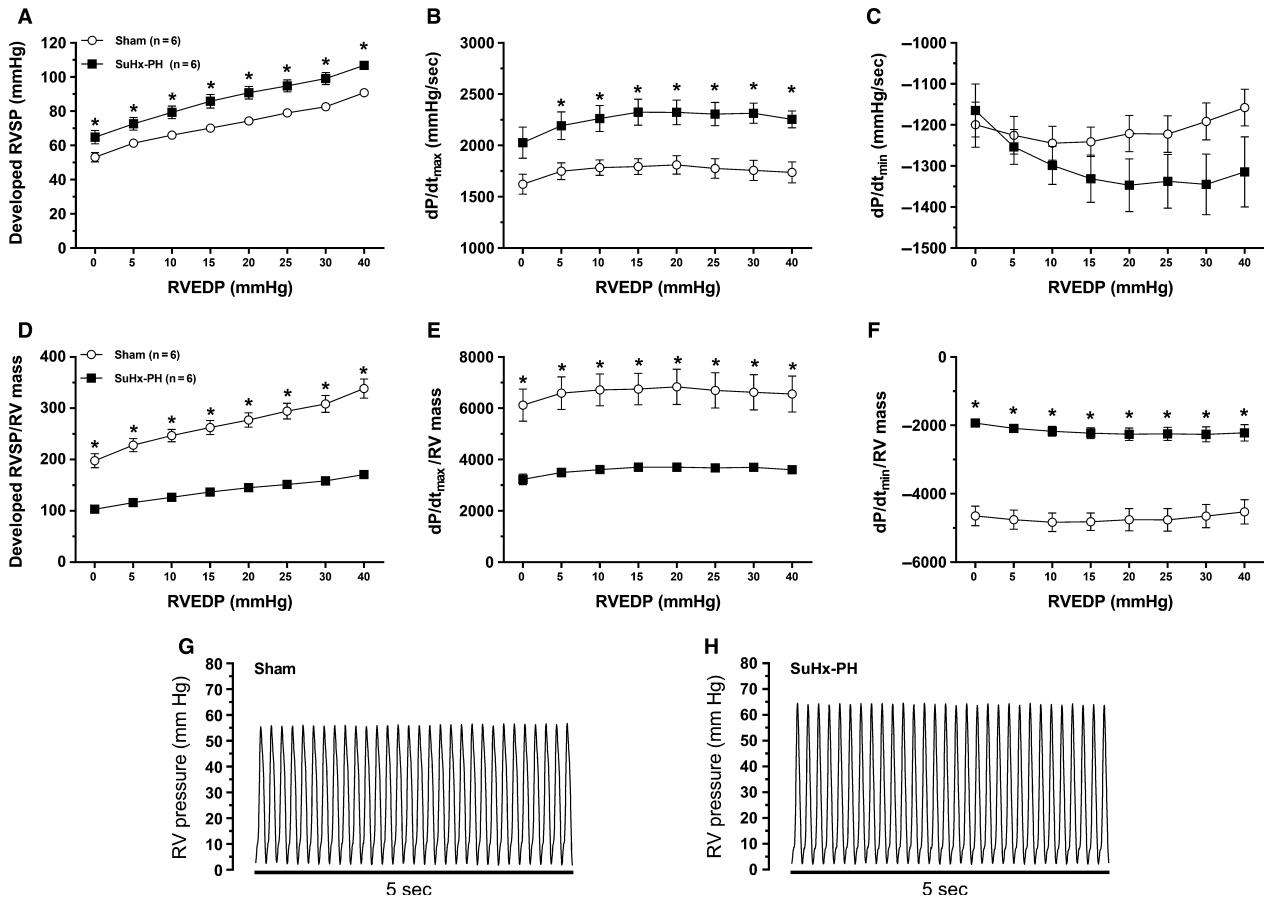 A
Sham (n = 6)
SuHx-PH (n = 6)
Developed RVSP (mmHg)
120
100
80
60
40
20
0
* * * * * * * *
0 5 10 15 20 25 30 40
RVEDP (mmHg)
B
dP/dtmax (mmHg/sec)
3000
2500
2000
1500
1000
* * * * * * *
0 5 10 15 20 25 30 40
RVEDP (mmHg)
C
dP/dtmin (mmHg/sec)
–1000
–1100
–1200
–1300
–1400
–1500
0 5 10 15 20 25 30 40
RVEDP (mmHg)
D
Sham (n = 6)
SuHx-PH (n = 6)
Developed RVSP/RV mass
400
300
200
100
0
* * * * * * * *
0 5 10 15 20 25 30 40
RVEDP (mmHg)
E
dP/dtmax/RV mass
8000
6000
4000
2000
0
* * * * * * * *
0 5 10 15 20 25 30 40
RVEDP (mmHg)
F
dP/dtmin/RV mass
0
–2000
–4000
–6000
* * * * * * * *
0 5 10 15 20 25 30 40
RVEDP (mmHg)
G
Sham
RV pressure (mm Hg)
80
70
60
50
40
30
20
10
0
5 sec
H
SuHx-PH
RV pressure (mm Hg)
80
70
60
50
40
30
20
10
0
5 sec